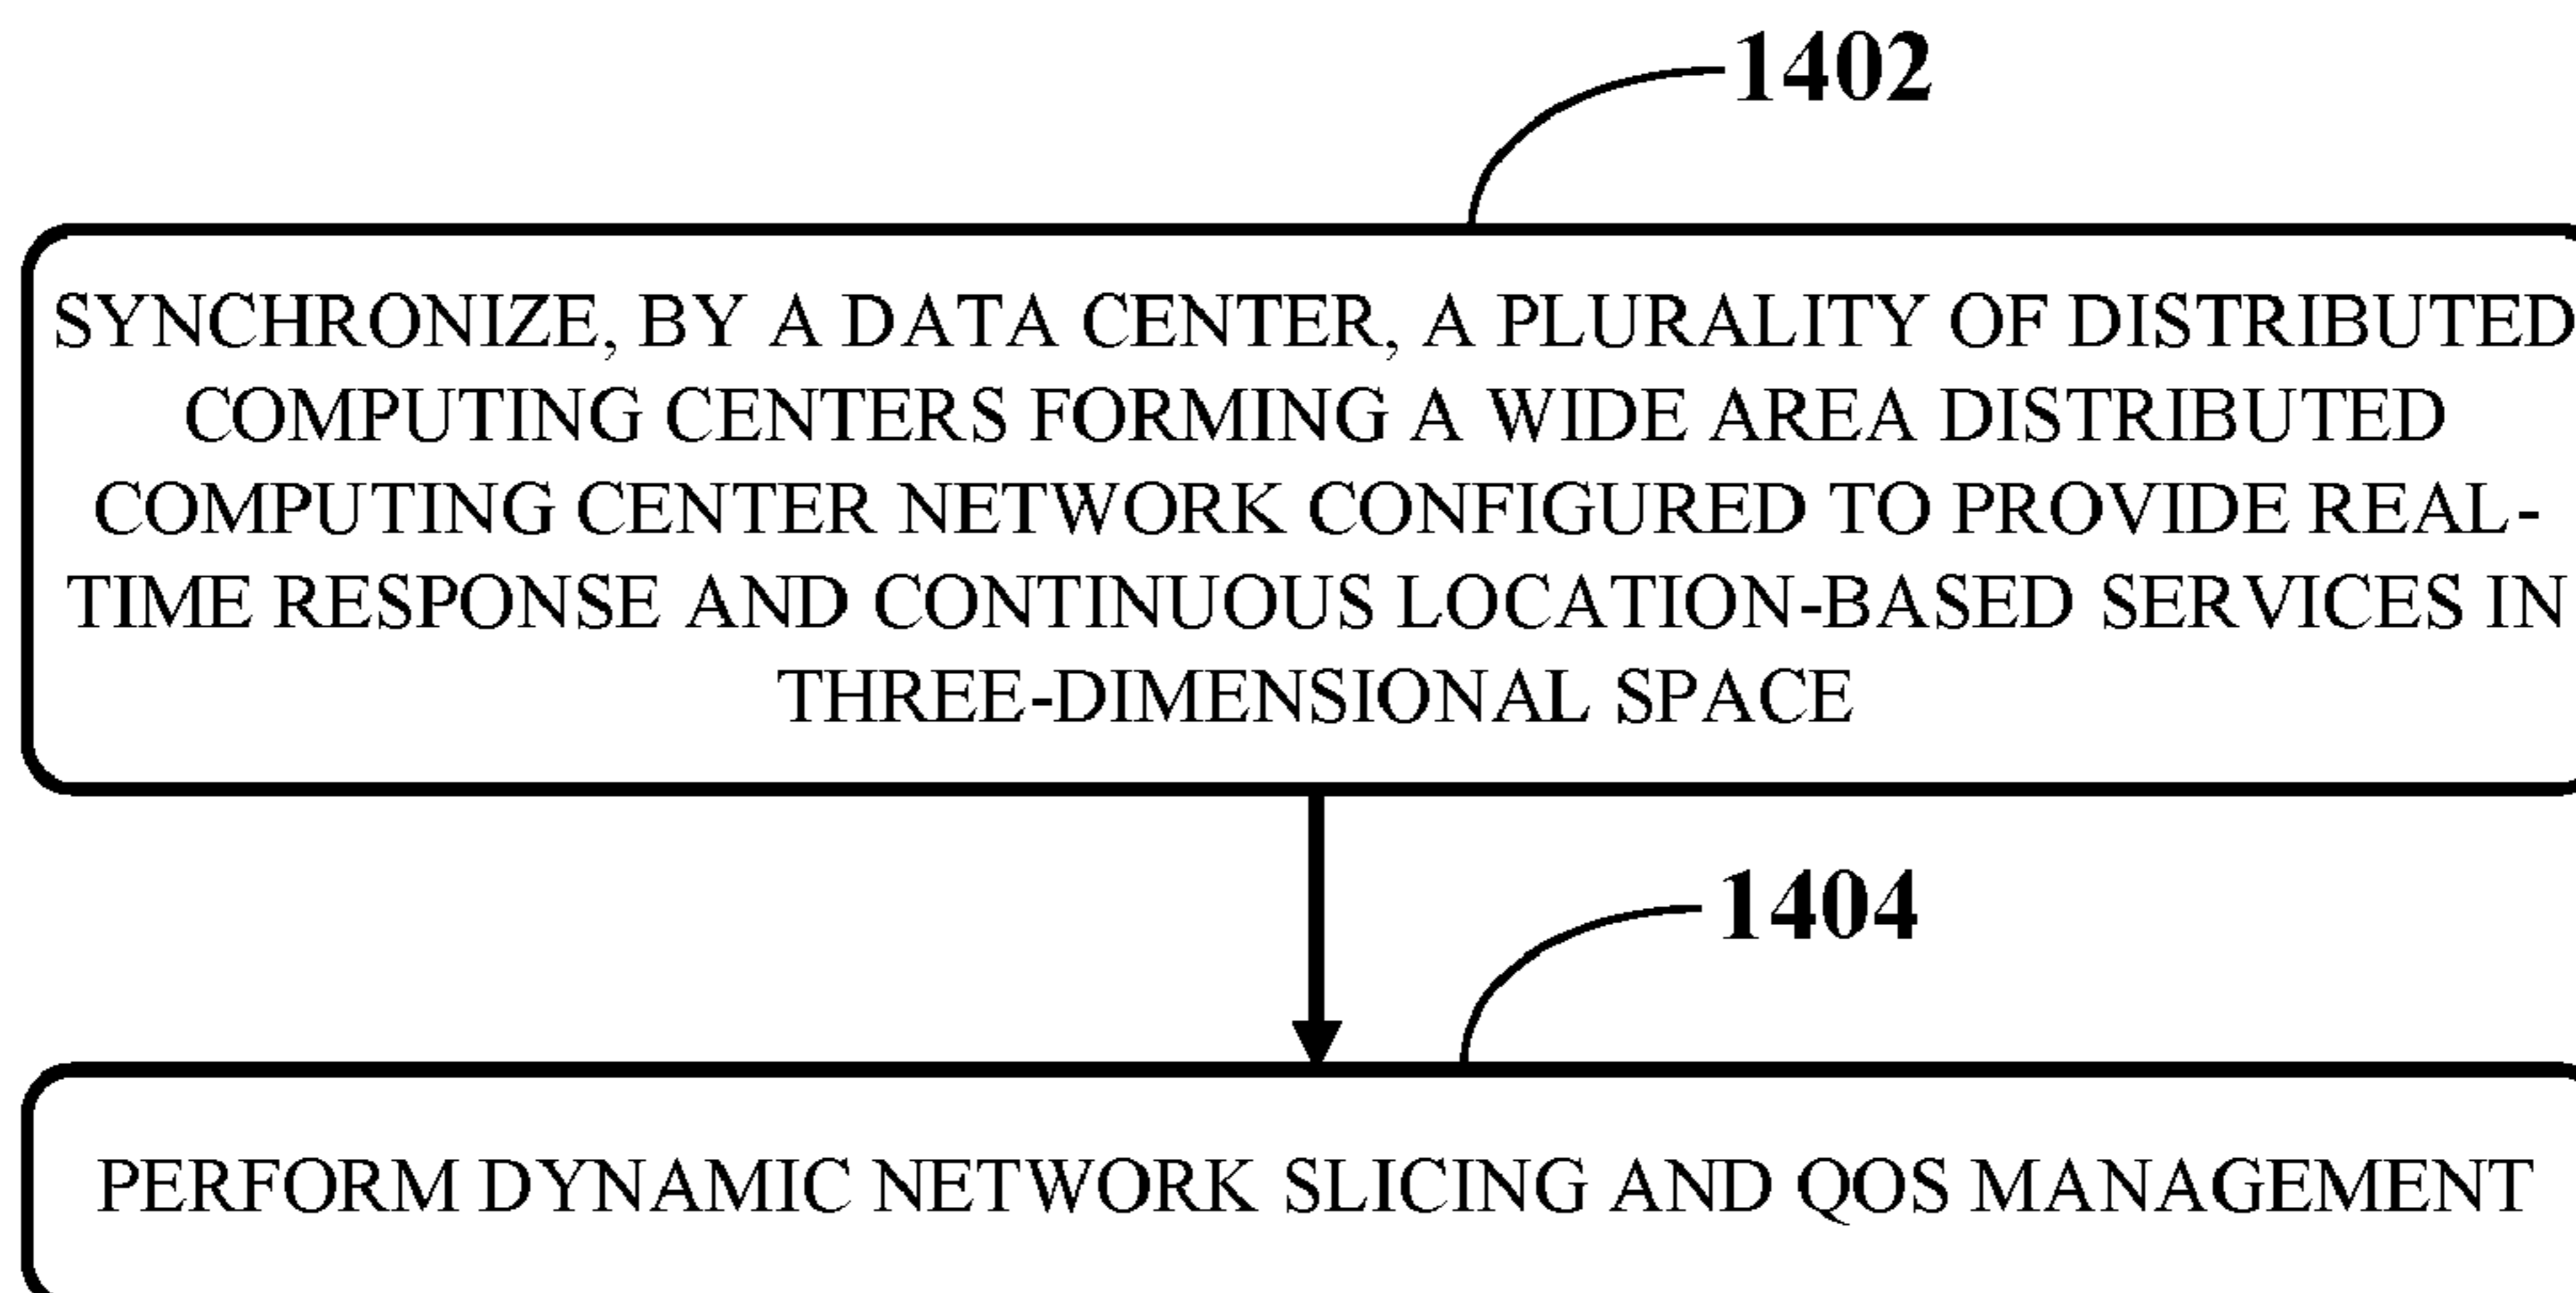 1402
SYNCHRONIZE, BY A DATA CENTER, A PLURALITY OF DISTRIBUTED
COMPUTING CENTERS FORMING A WIDE AREA DISTRIBUTED
COMPUTING CENTER NETWORK CONFIGURED TO PROVIDE REAL-
TIME RESPONSE AND CONTINUOUS LOCATION-BASED SERVICES IN
THREE-DIMENSIONAL SPACE
1404
PERFORM DYNAMIC NETWORK SLICING AND QOS MANAGEMENT